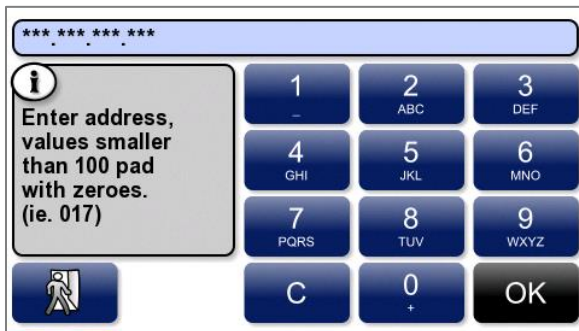 ***.***.***.***
i
Enter address,
values smaller
than 100 pad
with zeroes.
(ie. 017)
1
_
2
ABC
3
DEF
4
GHI
5
JKL
6
MNO
7
PQRS
8
TUV
9
WXYZ
C
0
+
OK